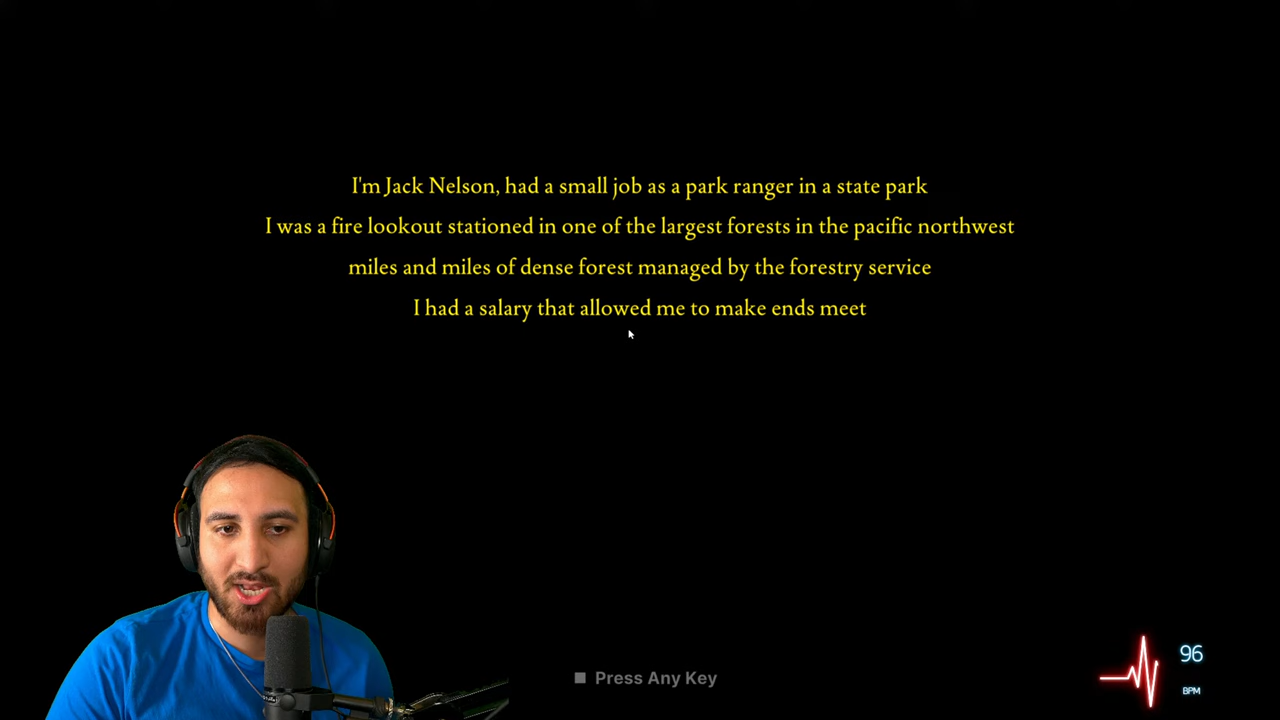 I'm Jack Nelson, had a small job as a park ranger in a state park
I was a fire lookout stationed in one of the largest forests in the pacific northwest
miles and miles of dense forest managed by the forestry service
I had a salary that allowed me to make ends meet
Press Any Key
96
BPM